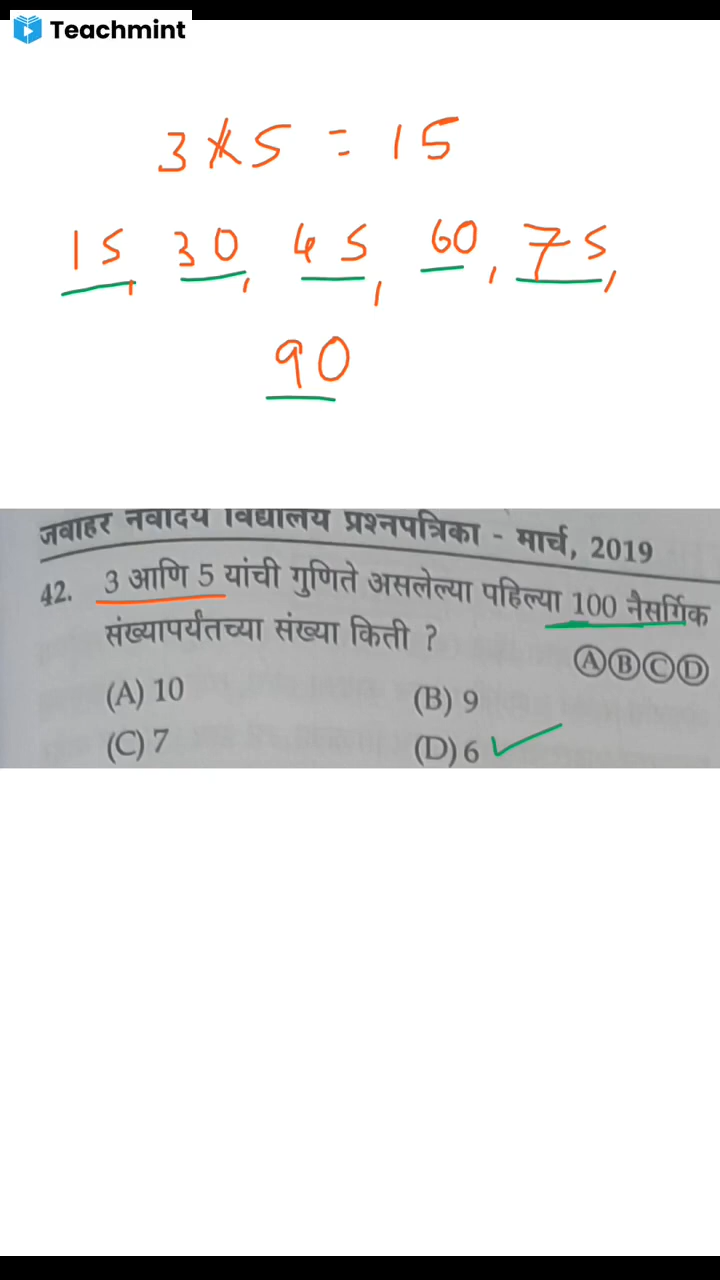 Teachmint
3 × 5 = 15
15, 30, 45, 60, 75,
90
जवाहर नवोदय विद्यालय प्रश्नपत्रिका - मार्च, 2019
42. 3 आणि 5 यांची गुणिते असलेल्या पहिल्या 100 नैसर्गिक
संख्यापर्यंतच्या संख्या किती ?
Ⓐ Ⓑ Ⓒ Ⓓ
(A) 10 (B) 9
(C) 7 (D) 6